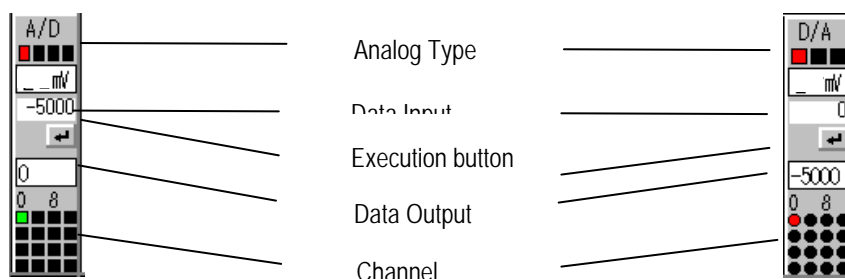 A/D
mV
-5000
0
0 8
Analog Type
Data Input
Execution button
Data Output
Channel
D/A
mV
0
-5000
0 8